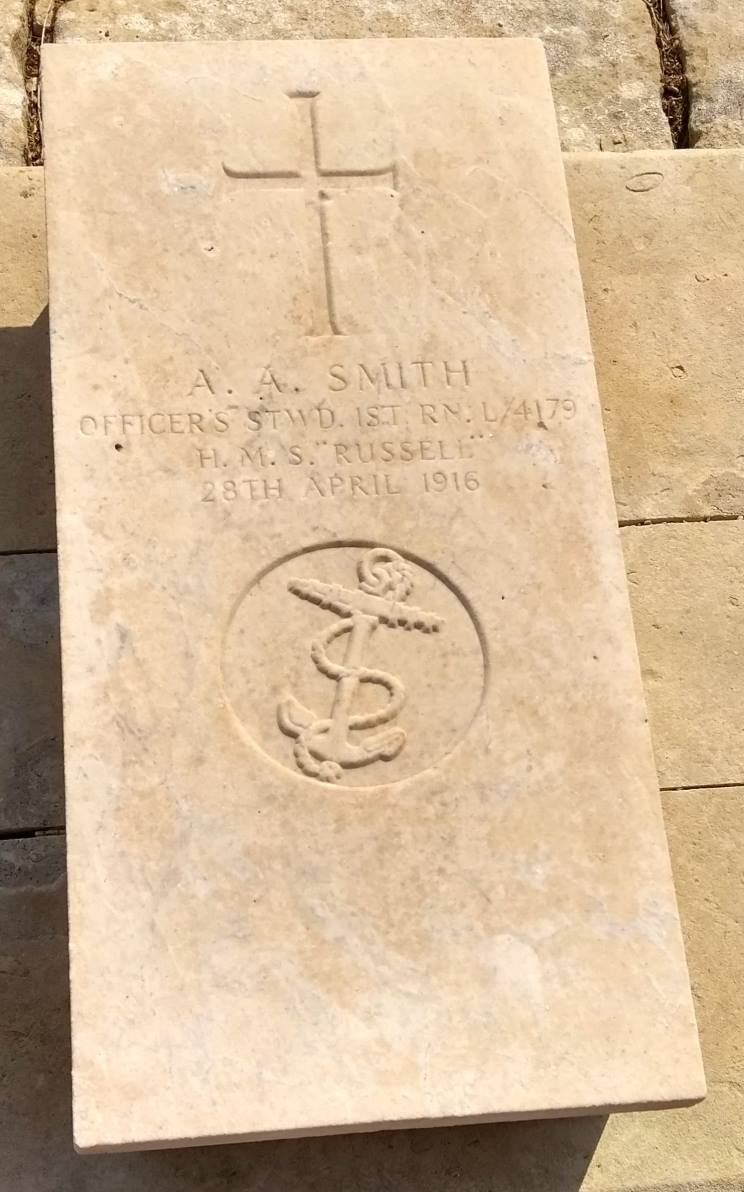 A. A. SMITH
OFFICER'S STWD. 1ST. RN. L/4179
H. M. S. "RUSSELL"
28TH APRIL 1916